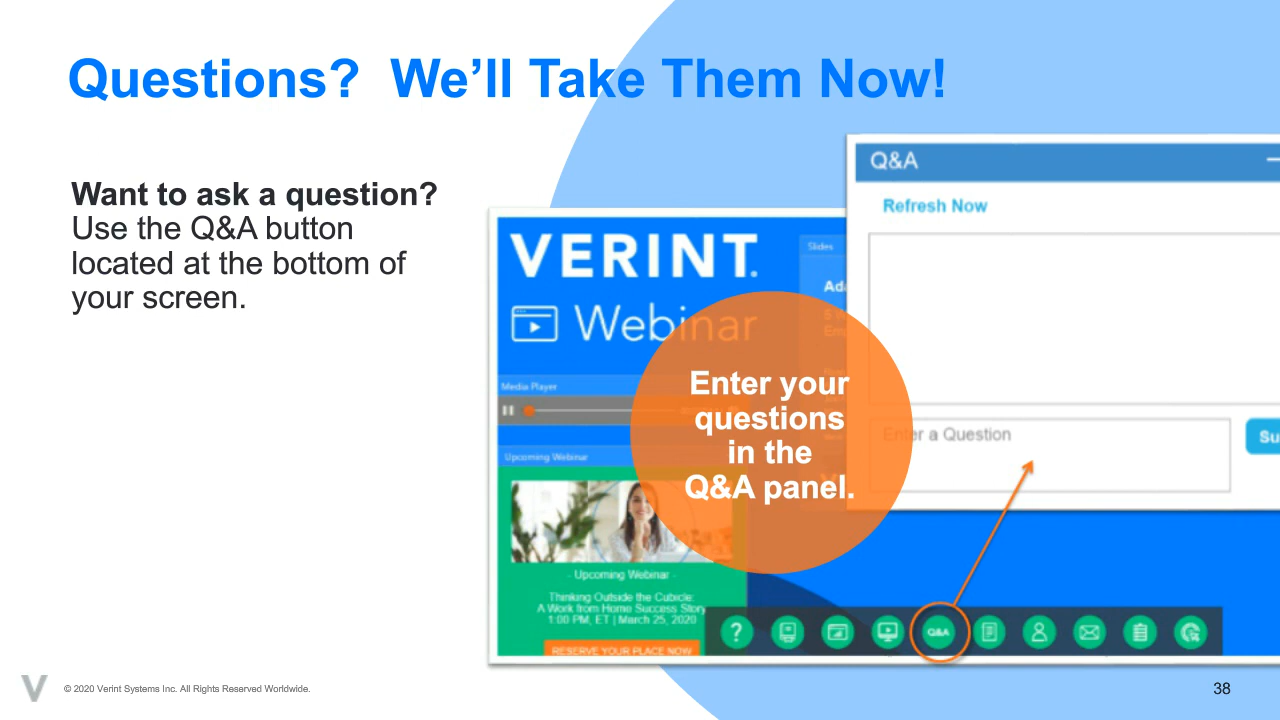 Questions?  We'll Take Them Now!
Want to ask a question?
Use the Q&A button
located at the bottom of
your screen.
VERINT.
Webinar
Media Player
Upcoming Webinar
- Upcoming Webinar -
Thinking Outside the Cubicle:
A Work from Home Success Story
1:00 PM, ET | March 25, 2020
RESERVE YOUR PLACE NOW
Slides
Enter your
questions
in the
Q&A panel.
Q&A
Refresh Now
Enter a Question
Su
?
Q&A
V
© 2020 Verint Systems Inc. All Rights Reserved Worldwide.
38